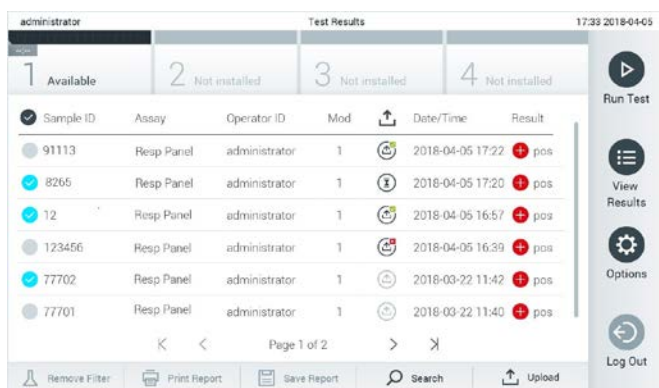 administrator Test Results 17:33 2018-04-05
1 Available 2 Not installed 3 Not installed 4 Not installed
Run Test
Sample ID Assay Operator ID Mod Date/Time Result
91113 Resp Panel administrator 1 2018-04-05 17:22 pos
8265 Resp Panel administrator 1 2018-04-05 17:20 pos
View Results
12 Resp Panel administrator 1 2018-04-05 16:57 pos
123456 Resp Panel administrator 1 2018-04-05 16:39 pos
77702 Resp Panel administrator 1 2018-03-22 11:42 pos
Options
77701 Resp Panel administrator 1 2018-03-22 11:40 pos
Page 1 of 2
Log Out
Remove Filter Print Report Save Report Search Upload